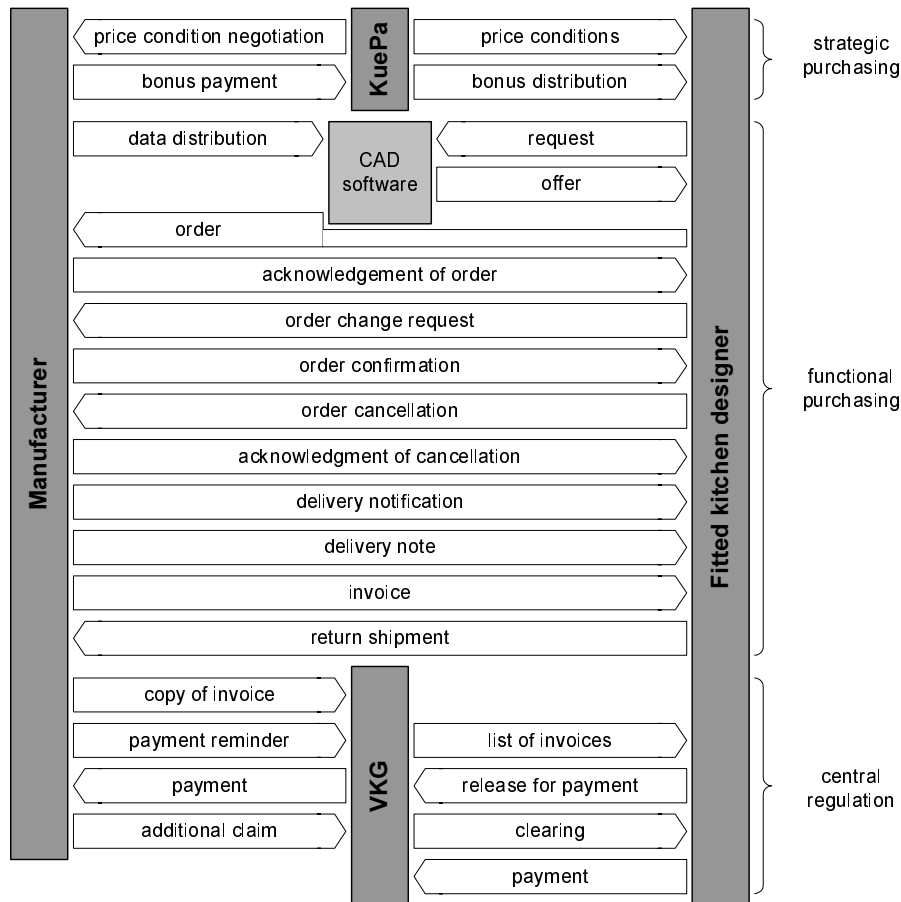 price condition negotiation
KuePa
price conditions
strategic
purchasing
bonus payment
bonus distribution
data distribution
CAD
software
request
offer
order
acknowledgement of order
order change request
order confirmation
functional
purchasing
order cancellation
Manufacturer
acknowledgment of cancellation
Fitted kitchen designer
delivery notification
delivery note
invoice
return shipment
copy of invoice
payment reminder
list of invoices
VKG
payment
release for payment
central
regulation
additional claim
clearing
payment